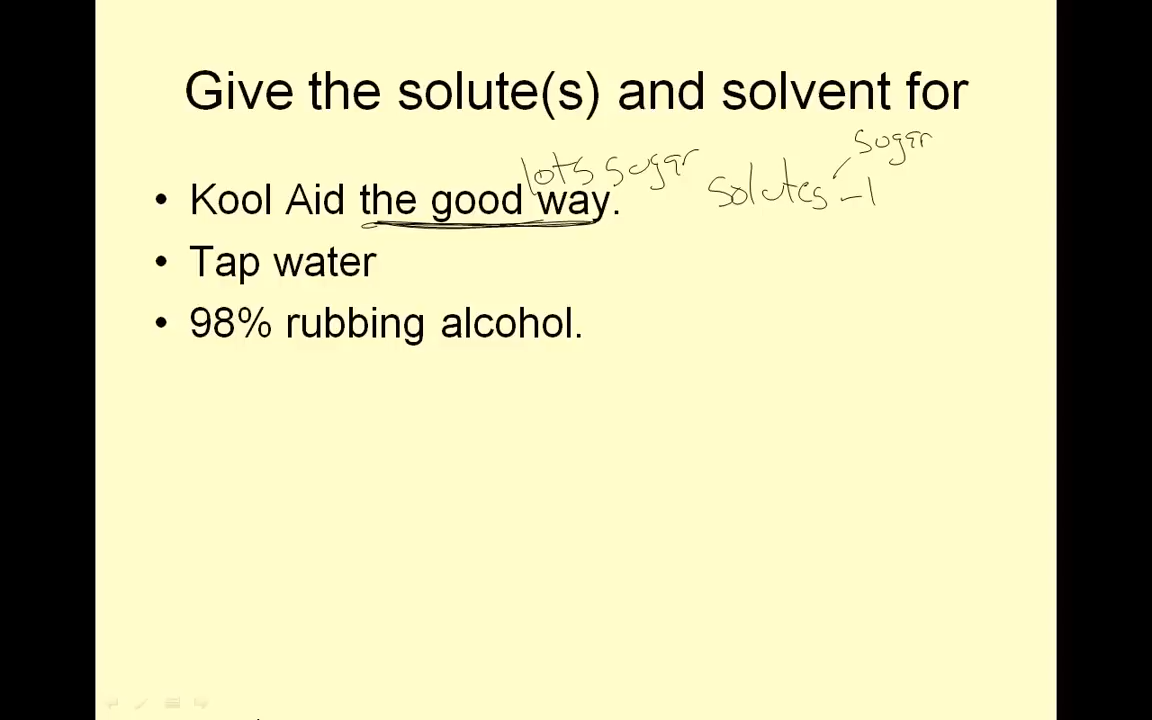 Give the solute(s) and solvent for
sugar
lots sugar solutes
• Kool Aid the good way.
• Tap water
• 98% rubbing alcohol.